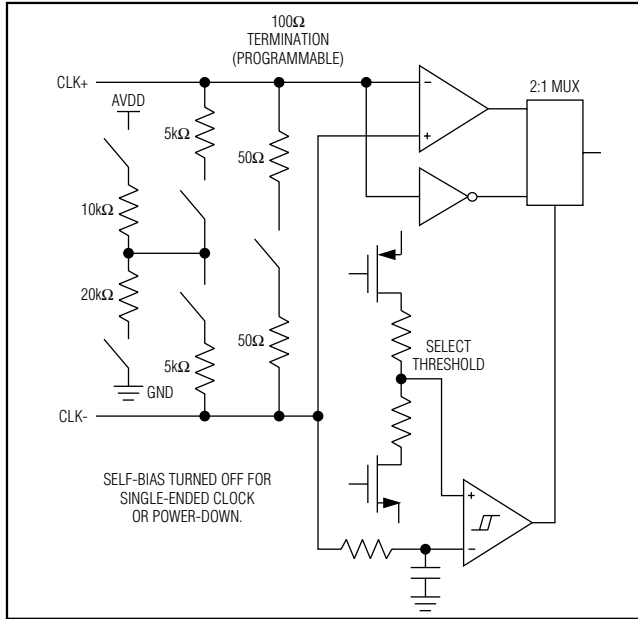 100Ω
TERMINATION
(PROGRAMMABLE)
CLK+
AVDD
5kΩ
50Ω
10kΩ
20kΩ
5kΩ
50Ω
GND
CLK-
−
+
2:1 MUX
SELECT
THRESHOLD
+
−
SELF-BIAS TURNED OFF FOR
SINGLE-ENDED CLOCK
OR POWER-DOWN.